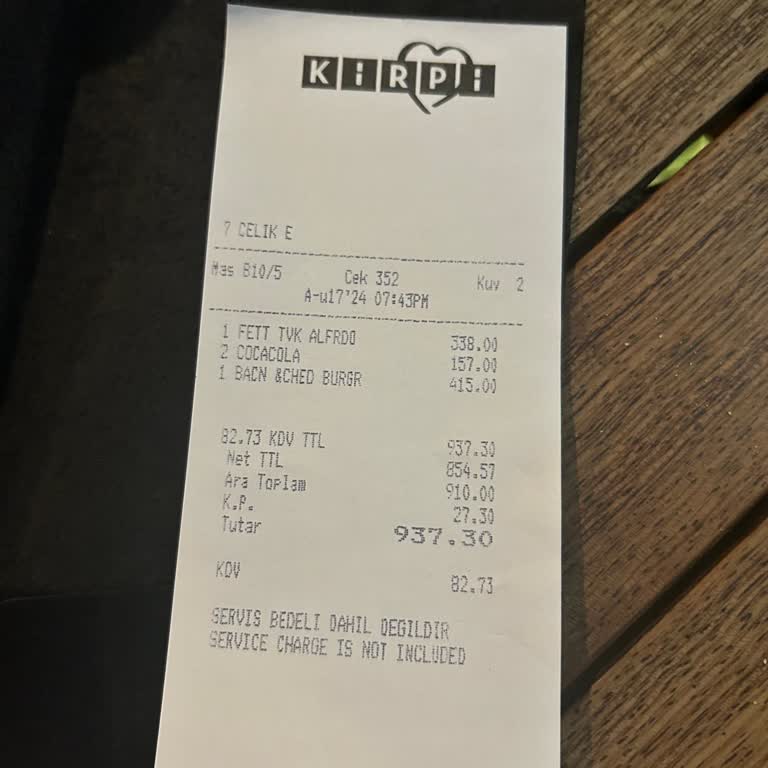 KiRPi
7 CELIK E
Mas B10/5 Cek 352 Kuv 2
A-u17'24 07:43PM
1 FETT TVK ALFRDO 338.00
2 COCACOLA 157.00
1 BACN &CHED BURGR 415.00
82.73 KDV TTL 937.30
Net TTL 854.57
Ara Toplam 910.00
K.P. 27.30
Tutar 937.30
KDV 82.73
SERVIS BEDELI DAHIL DEGILDIR
SERVICE CHARGE IS NOT INCLUDED